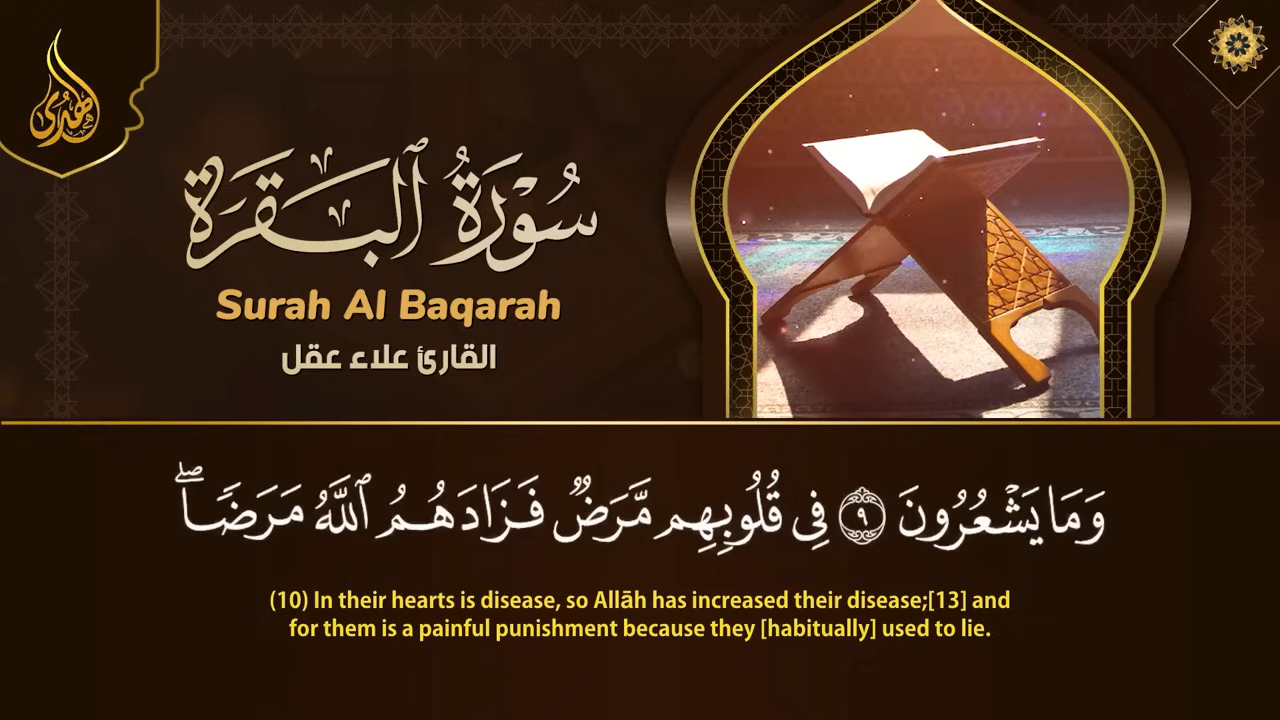 هدى
سُورَةُ ٱلْبَقَرَةِ
Surah Al Baqarah
القارئ علاء عقل
وَمَا يَشْعُرُونَ ٩ فِي قُلُوبِهِم مَّرَضٌ فَزَادَهُمُ ٱللَّهُ مَرَضًاۖ
(10) In their hearts is disease, so Allāh has increased their disease;[13] and
for them is a painful punishment because they [habitually] used to lie.